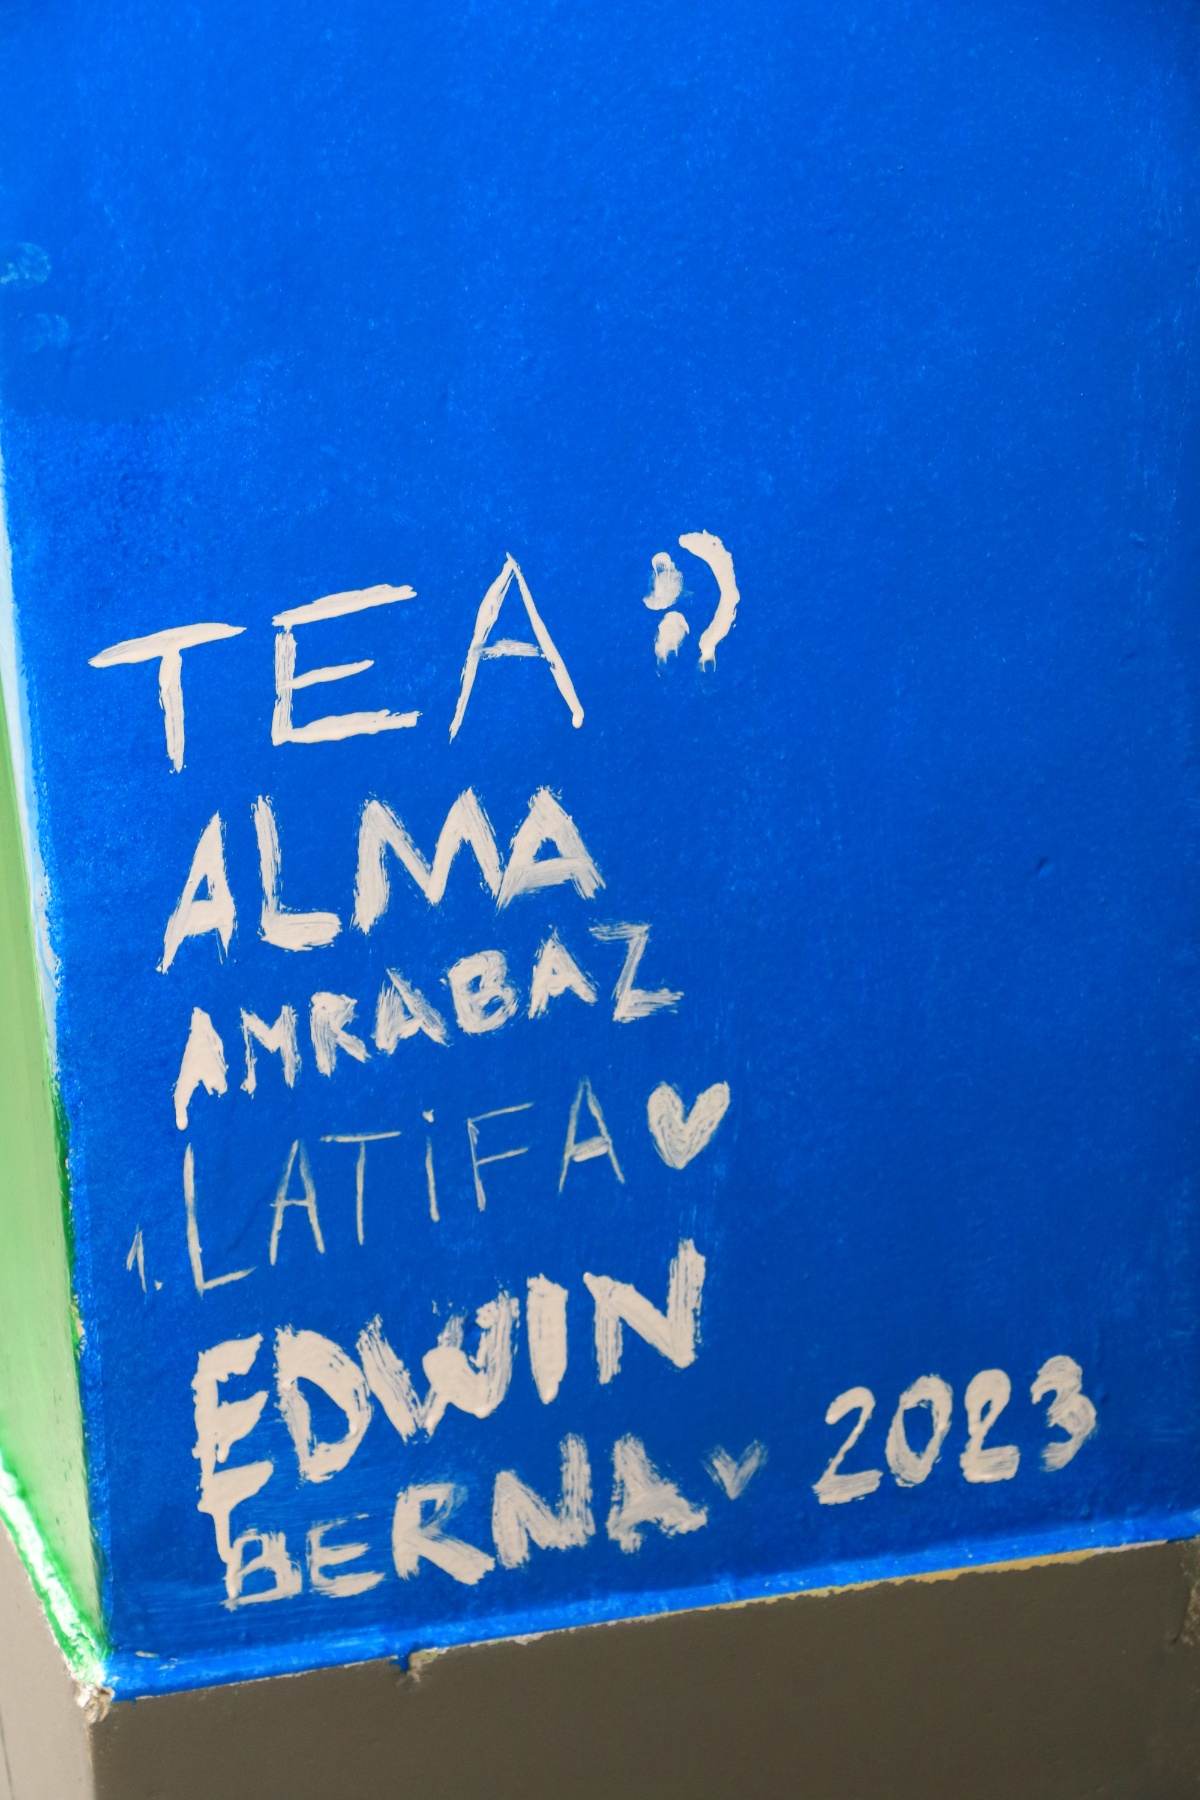 TEA :)
ALMA
AMRABAZ
1. LATiFA ♥
EDWIN
BERNA ♥ 2023